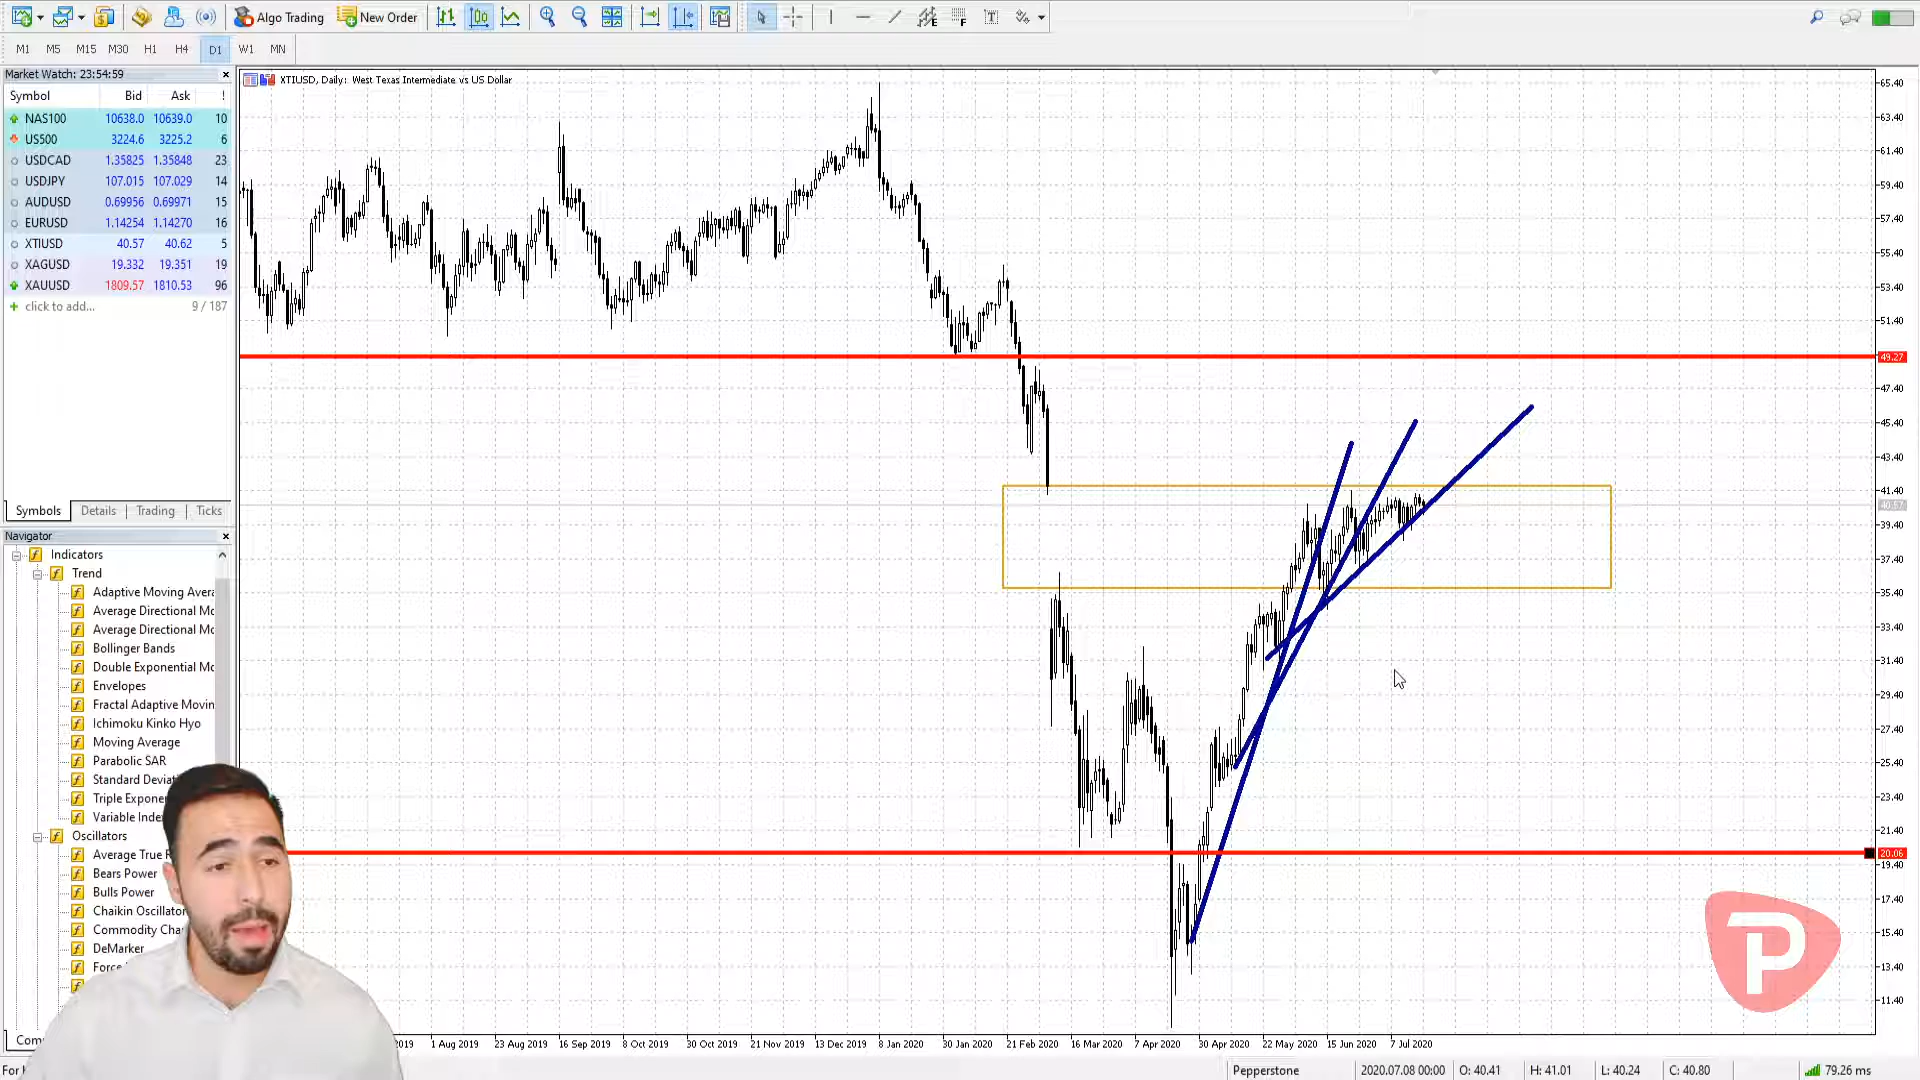 Algo Trading New Order
M1 M5 M15 M30 H1 H4 D1 W1 MN
Market Watch: 23:54:59
Symbol Bid Ask !
NAS100 10638.0 10639.0 10
US500 3224.6 3225.2 6
USDCAD 1.35825 1.35848 23
USDJPY 107.015 107.029 14
AUDUSD 0.69956 0.69971 15
EURUSD 1.14254 1.14270 16
XTIUSD 40.57 40.62 5
XAGUSD 19.332 19.351 19
XAUUSD 1809.57 1810.53 96
click to add... 9 / 187
Symbols Details Trading Ticks
Navigator
Indicators
Trend
Adaptive Moving Avera
Average Directional Mc
Average Directional Mc
Bollinger Bands
Double Exponential Mc
Envelopes
Fractal Adaptive Movin
Ichimoku Kinko Hyo
Moving Average
Parabolic SAR
Standard Deviati
Triple Expone
Variable Inde
Oscillators
Average True R
Bears Power
Bulls Power
Chaikin Oscillator
Commodity Cha
DeMarker
Force
Com
XTIUSD, Daily: West Texas Intermediate vs US Dollar
65.40
63.40
61.40
59.40
57.40
55.40
53.40
51.40
49.27
47.40
45.40
43.40
41.40
40.57
39.40
37.40
35.40
33.40
31.40
29.40
27.40
25.40
23.40
21.40
20.06
19.40
17.40
15.40
13.40
11.40
2019 1 Aug 2019 23 Aug 2019 16 Sep 2019 8 Oct 2019 30 Oct 2019 21 Nov 2019 13 Dec 2019 8 Jan 2020 30 Jan 2020 21 Feb 2020 16 Mar 2020 7 Apr 2020 30 Apr 2020 22 May 2020 15 Jun 2020 7 Jul 2020
P
For Pepperstone 2020.07.08 00:00 O: 40.41 H: 41.01 L: 40.24 C: 40.80 79.26 ms